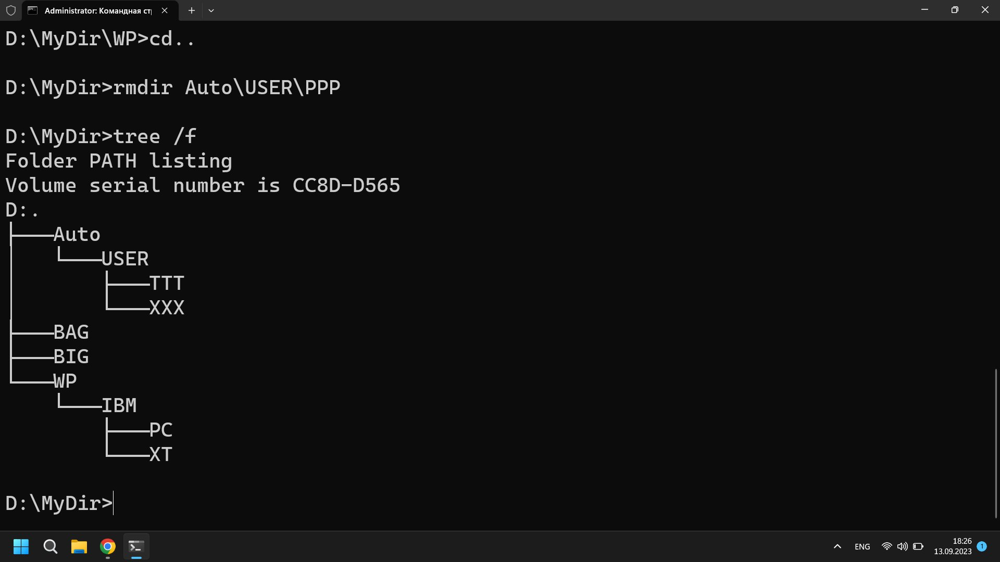 Administrator: Командная ст
D:\MyDir\WP>cd..
D:\MyDir>rmdir Auto\USER\PPP
D:\MyDir>tree /f
Folder PATH listing
Volume serial number is CC8D-D565
D:.
├───Auto
│   └───USER
│       ├───TTT
│       └───XXX
├───BAG
├───BIG
└───WP
    └───IBM
        ├───PC
        └───XT
D:\MyDir>
ENG
18:26
13.09.2023
1